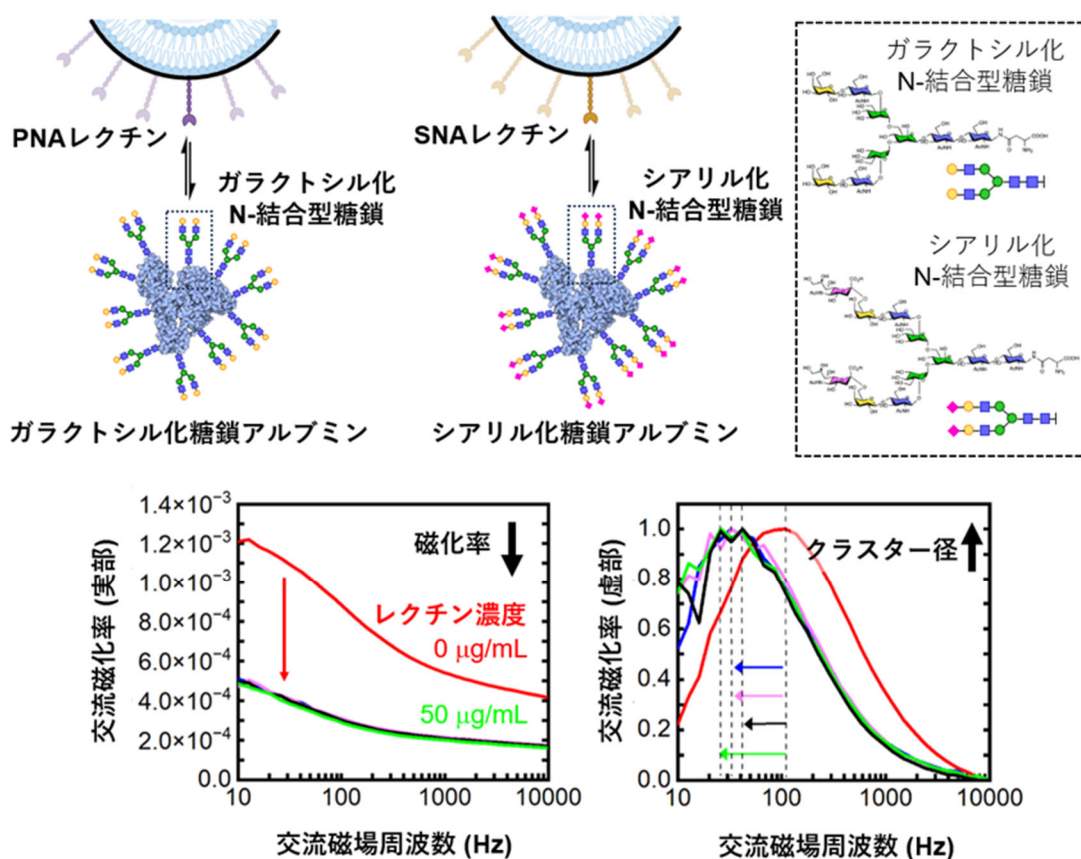 PNAレクチン
ガラクトシル化
N-結合型糖鎖
ガラクトシル化糖鎖アルブミン
SNAレクチン
シアリル化
N-結合型糖鎖
シアリル化糖鎖アルブミン
ガラクトシル化
N-結合型糖鎖
シアリル化
N-結合型糖鎖
交流磁化率 (実部)
1.4×10⁻³
1.2×10⁻³
1.0×10⁻³
8.0×10⁻⁴
6.0×10⁻⁴
4.0×10⁻⁴
2.0×10⁻⁴
0.0
磁化率
レクチン濃度
0 μg/mL
50 μg/mL
10 100 1000 10000
交流磁場周波数 (Hz)
交流磁化率 (虚部)
1.0
0.8
0.6
0.4
0.2
0.0
クラスター径
10 100 1000 10000
交流磁場周波数 (Hz)